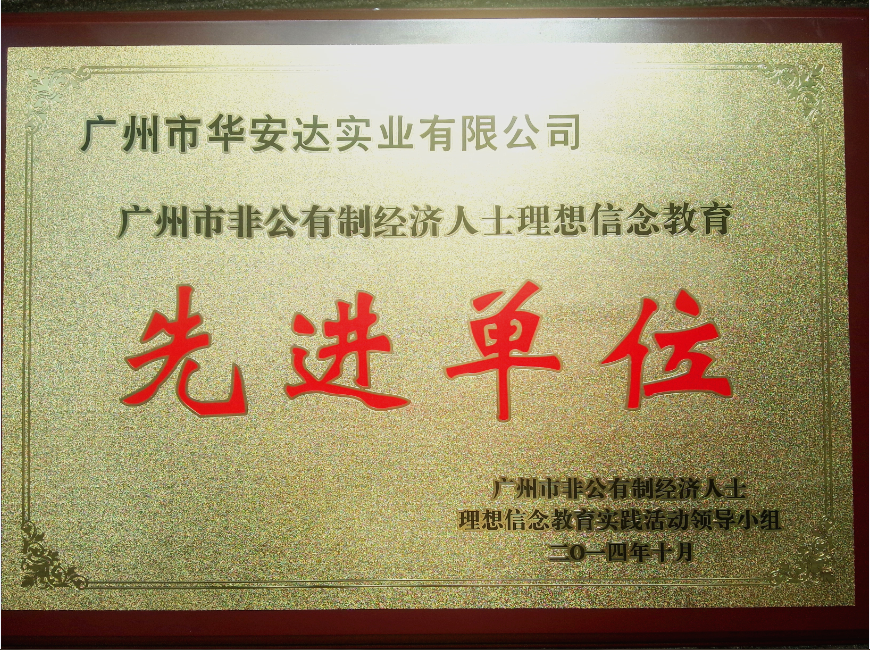 广州市华安达实业有限公司
广州市非公有制经济人士理想信念教育
先进单位
广州市非公有制经济人士
理想信念教育实践活动领导小组
二〇一四年十月